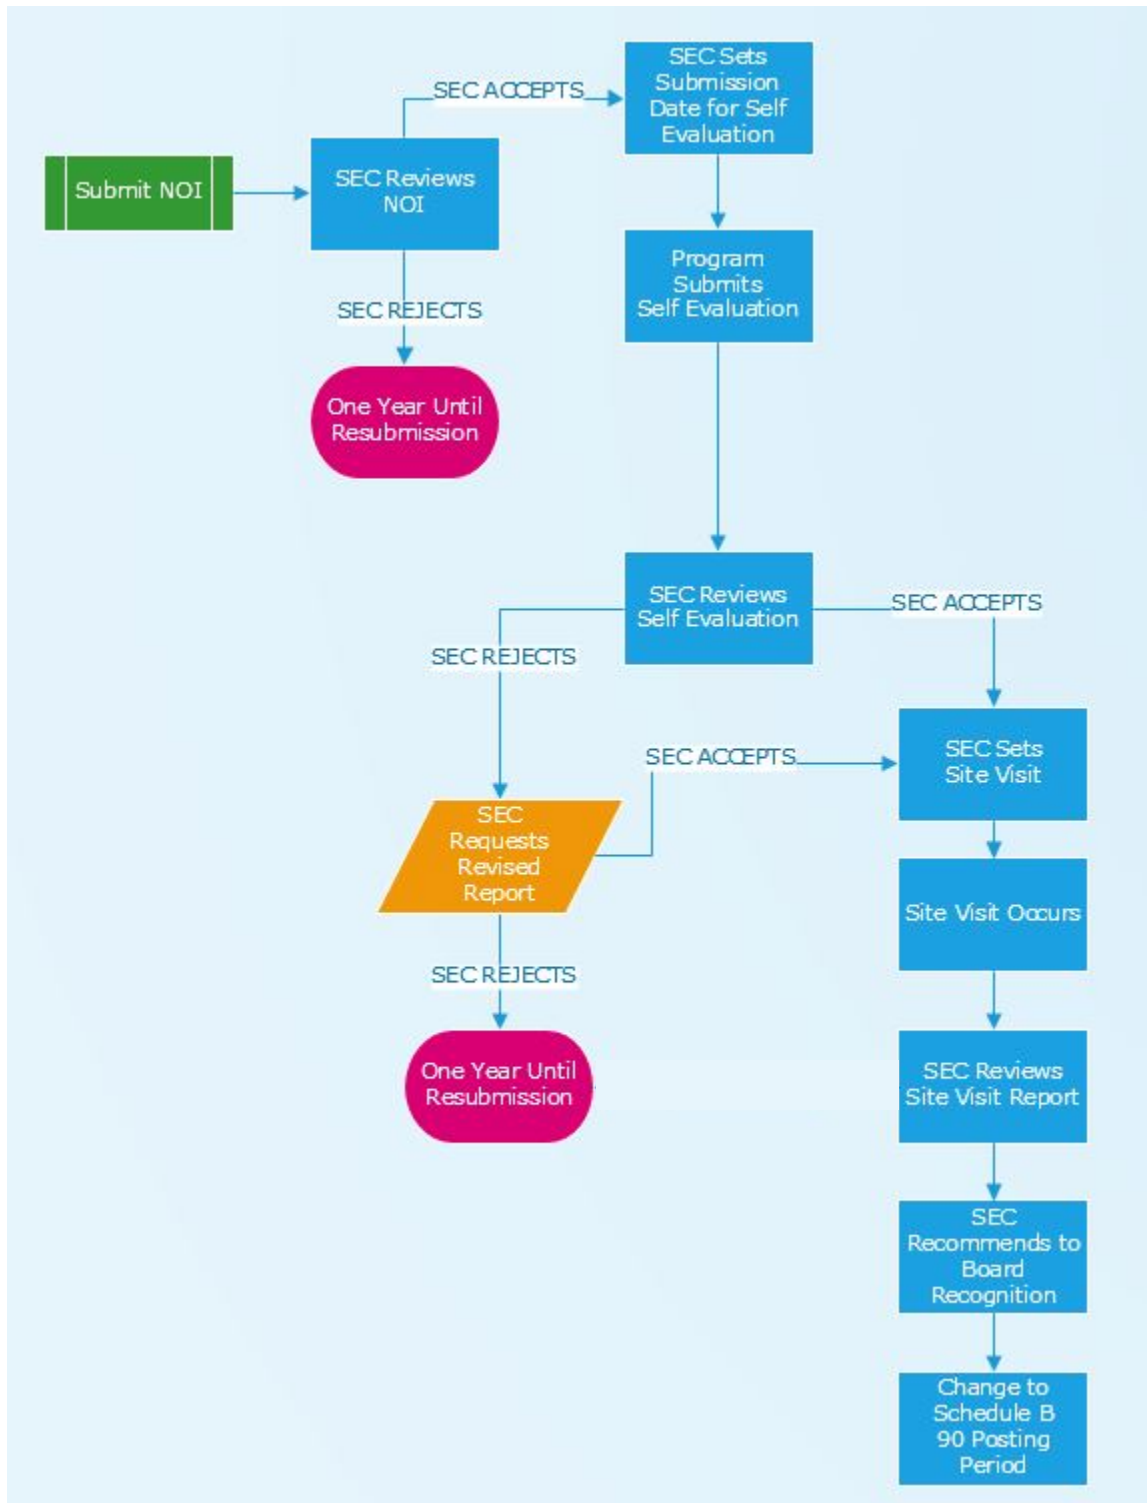 SEC Sets
Submission
Date for Self
Evaluation
SEC ACCEPTS
Submit NOI
SEC Reviews
NOI
SEC REJECTS
One Year Until
Resubmission
Program
Submits
Self Evaluation
SEC Reviews
Self Evaluation
SEC ACCEPTS
SEC REJECTS
SEC Sets
Site Visit
SEC ACCEPTS
SEC
Requests
Revised
Report
Site Visit Occurs
SEC REJECTS
One Year Until
Resubmission
SEC Reviews
Site Visit Report
SEC
Recommends to
Board
Recognition
Change to
Schedule B
90 Posting
Period